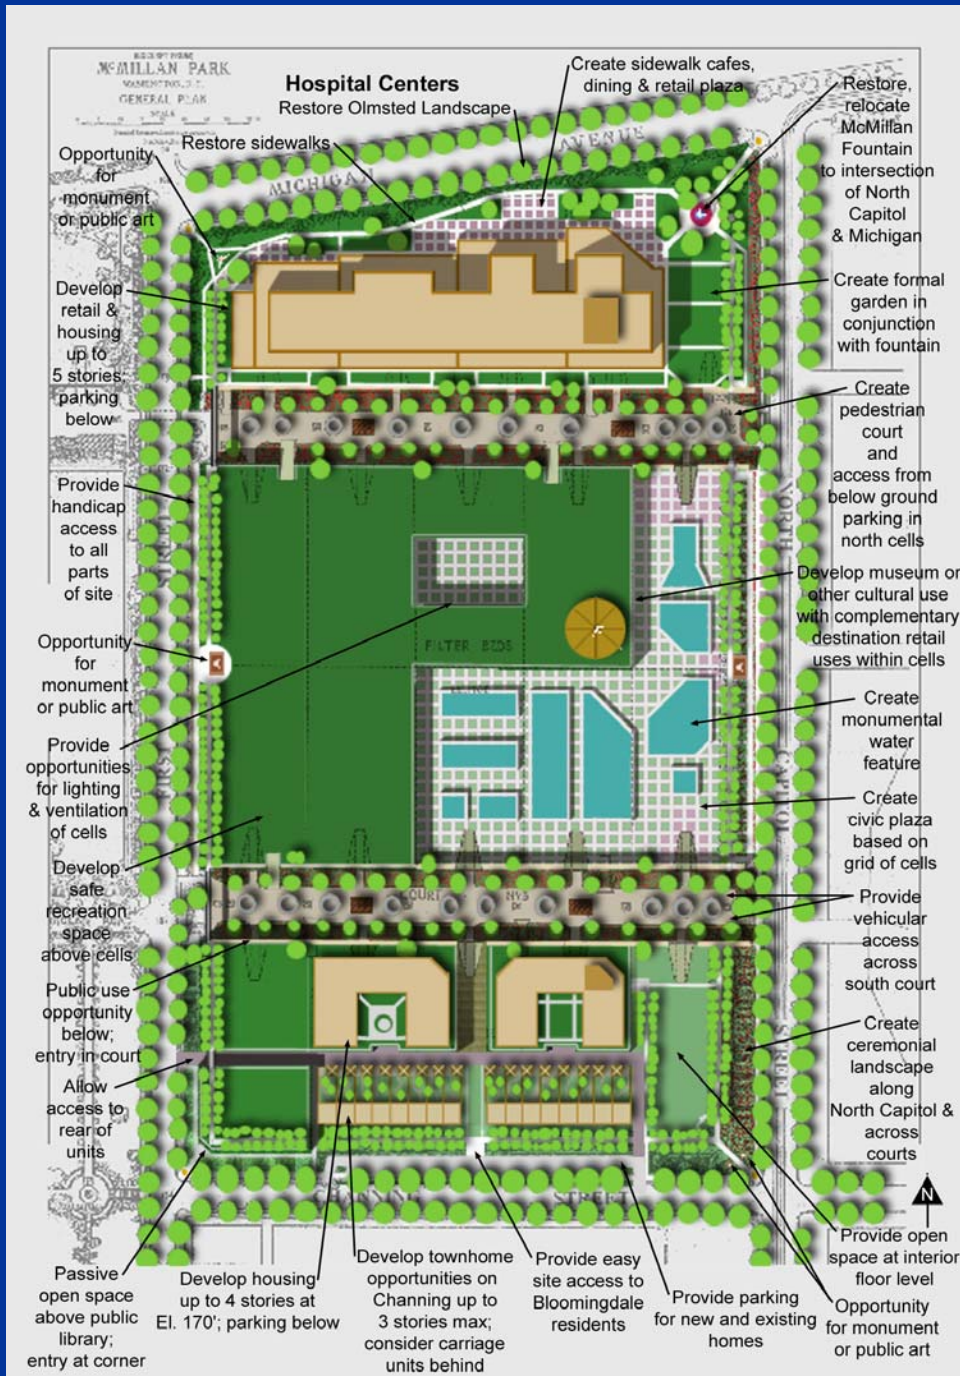 McMILLAN PARK
WASHINGTON, D.C.
GENERAL PLAN
SCALE
Hospital Centers
Restore Olmsted Landscape
Create sidewalk cafes,
dining & retail plaza
Restore,
relocate
McMillan
Fountain
to intersection
of North
Capitol
& Michigan
Restore sidewalks
MICHIGAN
AVENUE
Opportunity
for
monument
or public art
Develop
retail &
housing
up to
5 stories;
parking
below
Create formal
garden in
conjunction
with fountain
Create
pedestrian
court
and
access from
below ground
parking in
north cells
Provide
handicap
access
to all
parts
of site
NORTH
STREET
Develop museum or
other cultural use
with complementary
destination retail
uses within cells
FILTER BEDS
Opportunity
for
monument
or public art
Create
monumental
water
feature
Provide
opportunities
for lighting
& ventilation
of cells
FIRST
CAPITOL
Create
civic plaza
based on
grid of cells
Develop
safe
recreation
space
above cells
COURT
Provide
vehicular
access
across
south court
Public use
opportunity
below;
entry in court
Create
ceremonial
landscape
along
North Capitol &
across
courts
STREET
Allow
access to
rear of
units
N
CHANNING
STREET
Provide open
space at interior
floor level
Passive
open space
above public
library;
entry at corner
Develop housing
up to 4 stories at
El. 170'; parking below
Develop townhome
opportunities on
Channing up to
3 stories max;
consider carriage
units behind
Provide easy
site access to
Bloomingdale
residents
Provide parking
for new and existing
homes
Opportunity
for monument
or public art